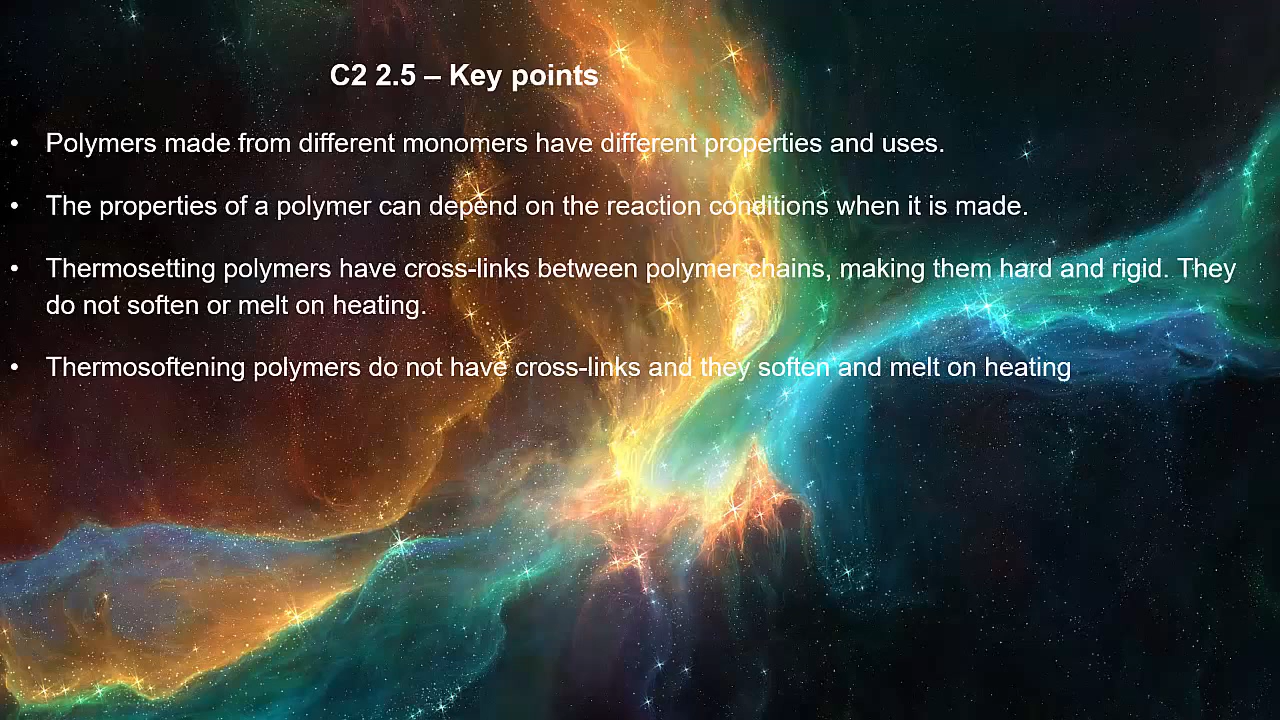 C2 2.5 – Key points
• Polymers made from different monomers have different properties and uses.
• The properties of a polymer can depend on the reaction conditions when it is made.
• Thermosetting polymers have cross-links between polymer chains, making them hard and rigid. They
do not soften or melt on heating.
• Thermosoftening polymers do not have cross-links and they soften and melt on heating